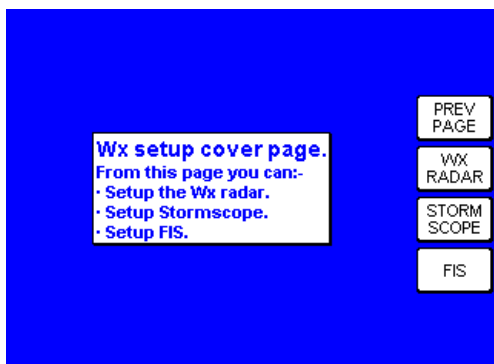 Wx setup cover page.
From this page you can:-
· Setup the Wx radar.
· Setup Stormscope.
· Setup FIS.
PREV
PAGE
WX
RADAR
STORM
SCOPE
FIS